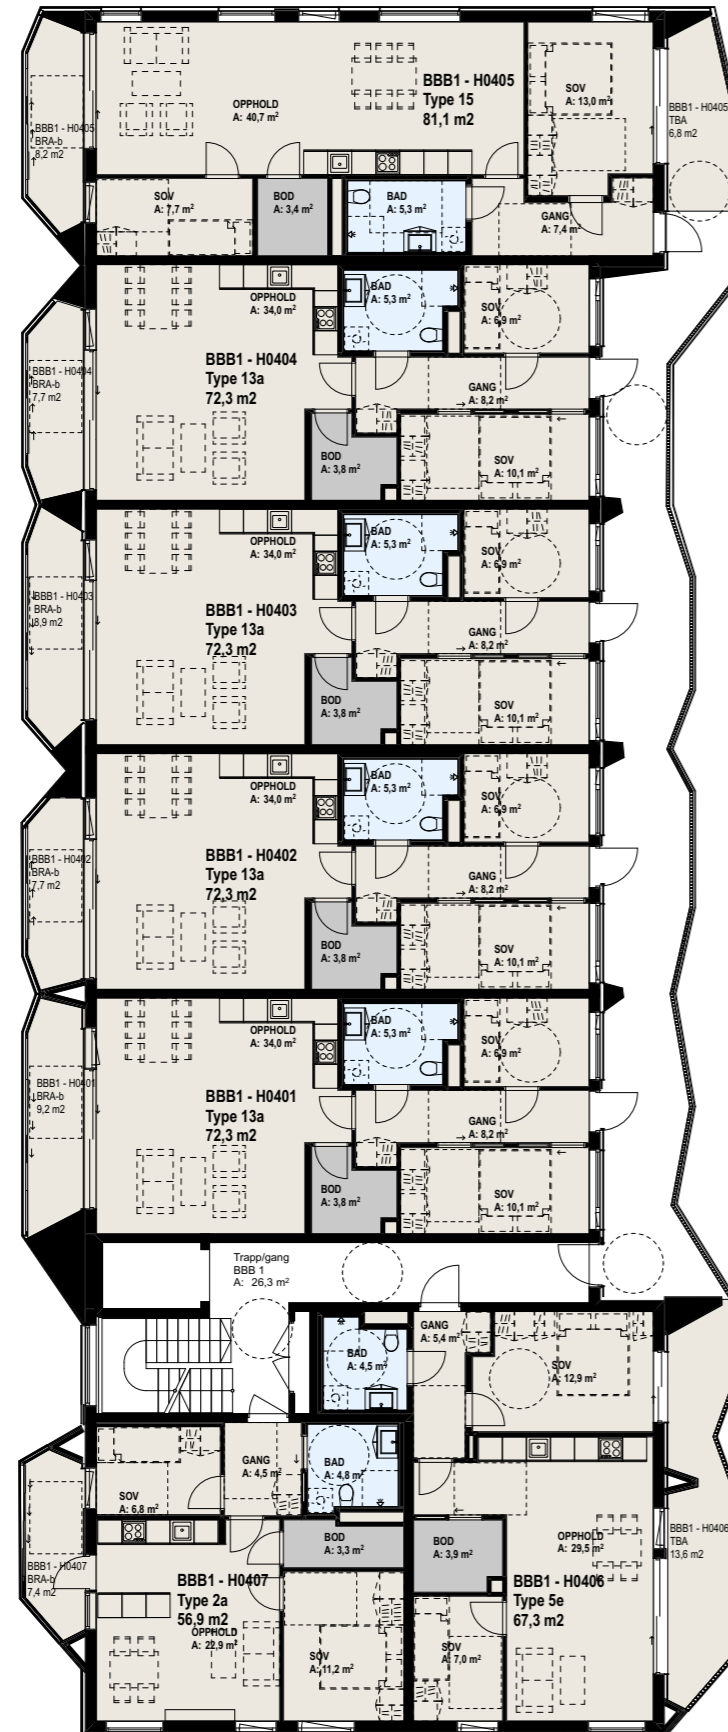 BBB1 - H0405
Type 15
81,1 m2
OPPHOLD
A: 40,7 m²
SOV
A: 13,0 m²
BBB1 - H0405
TBA
6,8 m2
BBB1 - H0405
BRA-b
8,2 m2
SOV
A: 7,7 m²
BOD
A: 3,4 m²
BAD
A: 5,3 m²
GANG
A: 7,4 m²
OPPHOLD
A: 34,0 m²
BAD
A: 5,3 m²
SOV
A: 6,9 m²
BBB1 - H0404
Type 13a
72,3 m2
BBB1 - H0404
BRA-b
7,7 m2
GANG
A: 8,2 m²
BOD
A: 3,8 m²
SOV
A: 10,1 m²
OPPHOLD
A: 34,0 m²
BAD
A: 5,3 m²
SOV
A: 6,9 m²
BBB1 - H0403
Type 13a
72,3 m2
BBB1 - H0403
BRA-b
8,9 m2
GANG
A: 8,2 m²
BOD
A: 3,8 m²
SOV
A: 10,1 m²
OPPHOLD
A: 34,0 m²
BAD
A: 5,3 m²
SOV
A: 6,9 m²
BBB1 - H0402
Type 13a
72,3 m2
BBB1 - H0402
BRA-b
7,7 m2
GANG
A: 8,2 m²
BOD
A: 3,8 m²
SOV
A: 10,1 m²
OPPHOLD
A: 34,0 m²
BAD
A: 5,3 m²
SOV
A: 6,9 m²
BBB1 - H0401
Type 13a
72,3 m2
BBB1 - H0401
BRA-b
9,2 m2
GANG
A: 8,2 m²
BOD
A: 3,8 m²
SOV
A: 10,1 m²
Trapp/gang
BBB 1
A: 26,3 m²
GANG
A: 5,4 m²
BAD
A: 4,5 m²
SOV
A: 12,9 m²
GANG
A: 4,5 m²
BAD
A: 4,8 m²
SOV
A: 6,8 m²
BOD
A: 3,3 m²
BOD
A: 3,9 m²
OPPHOLD
A: 29,5 m²
BBB1 - H0406
TBA
13,6 m2
BBB1 - H0407
BRA-b
7,4 m2
BBB1 - H0407
Type 2a
56,9 m2
OPPHOLD
A: 22,9 m²
BBB1 - H0406
Type 5e
67,3 m2
SOV
A: 11,2 m²
SOV
A: 7,0 m²